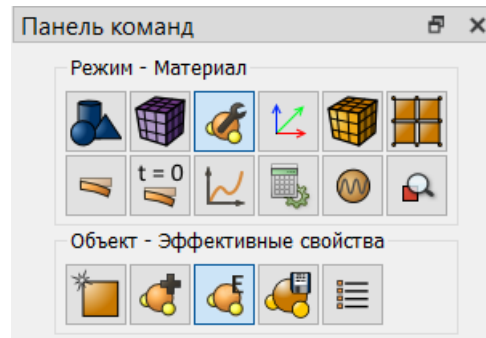 Панель команд
Режим - Материал
t = 0
Объект - Эффективные свойства
E